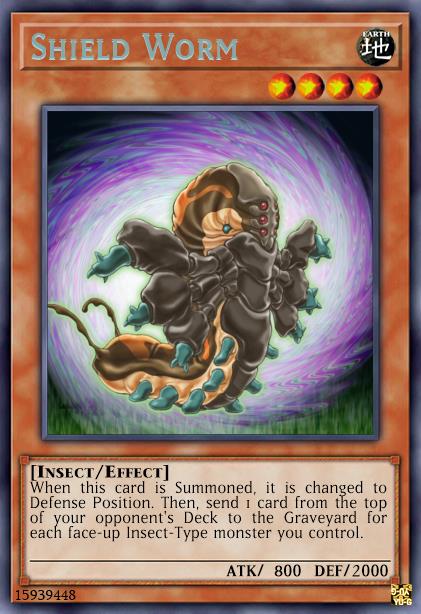 SHIELD WORM
EARTH
地
[INSECT/EFFECT]
When this card is Summoned, it is changed to
Defense Position. Then, send 1 card from the top
of your opponent's Deck to the Graveyard for
each face-up Insect-Type monster you control.
ATK/ 800 DEF/2000
15939448